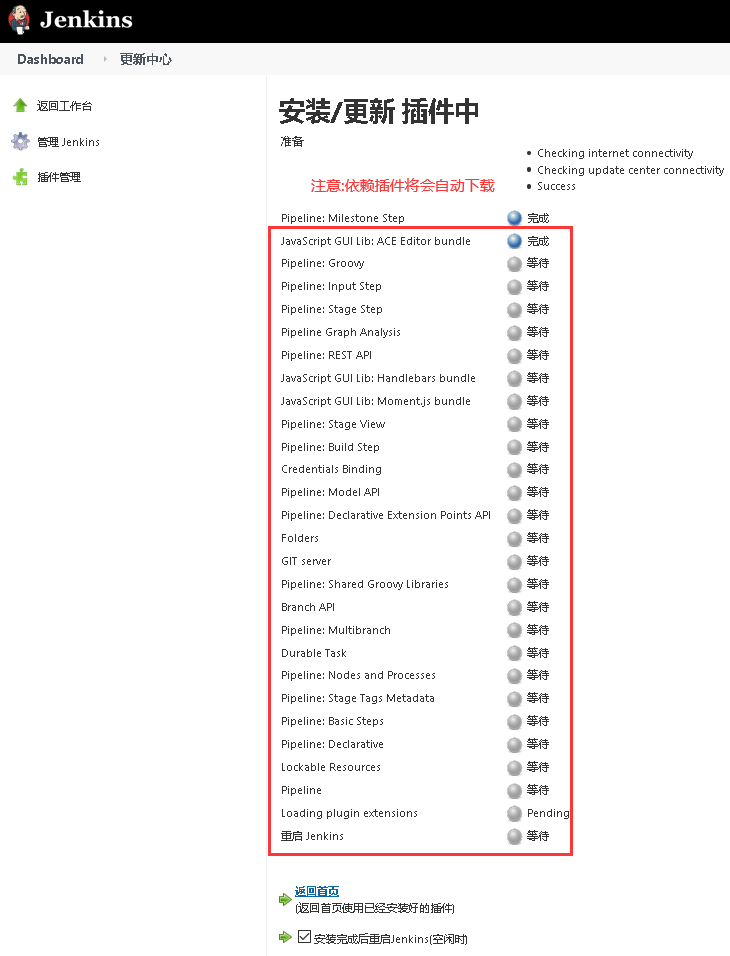 Jenkins
Dashboard 更新中心
返回工作台
管理 Jenkins
插件管理
安装/更新 插件中
准备
Checking internet connectivity
Checking update center connectivity
Success
注意:依赖插件将会自动下载
Pipeline: Milestone Step 完成
JavaScript GUI Lib: ACE Editor bundle 完成
Pipeline: Groovy 等待
Pipeline: Input Step 等待
Pipeline: Stage Step 等待
Pipeline Graph Analysis 等待
Pipeline: REST API 等待
JavaScript GUI Lib: Handlebars bundle 等待
JavaScript GUI Lib: Moment.js bundle 等待
Pipeline: Stage View 等待
Pipeline: Build Step 等待
Credentials Binding 等待
Pipeline: Model API 等待
Pipeline: Declarative Extension Points API 等待
Folders 等待
GIT server 等待
Pipeline: Shared Groovy Libraries 等待
Branch API 等待
Pipeline: Multibranch 等待
Durable Task 等待
Pipeline: Nodes and Processes 等待
Pipeline: Stage Tags Metadata 等待
Pipeline: Basic Steps 等待
Pipeline: Declarative 等待
Lockable Resources 等待
Pipeline 等待
Loading plugin extensions Pending
重启 Jenkins 等待
返回首页
(返回首页使用已经安装好的插件)
安装完成后重启Jenkins(空闲时)